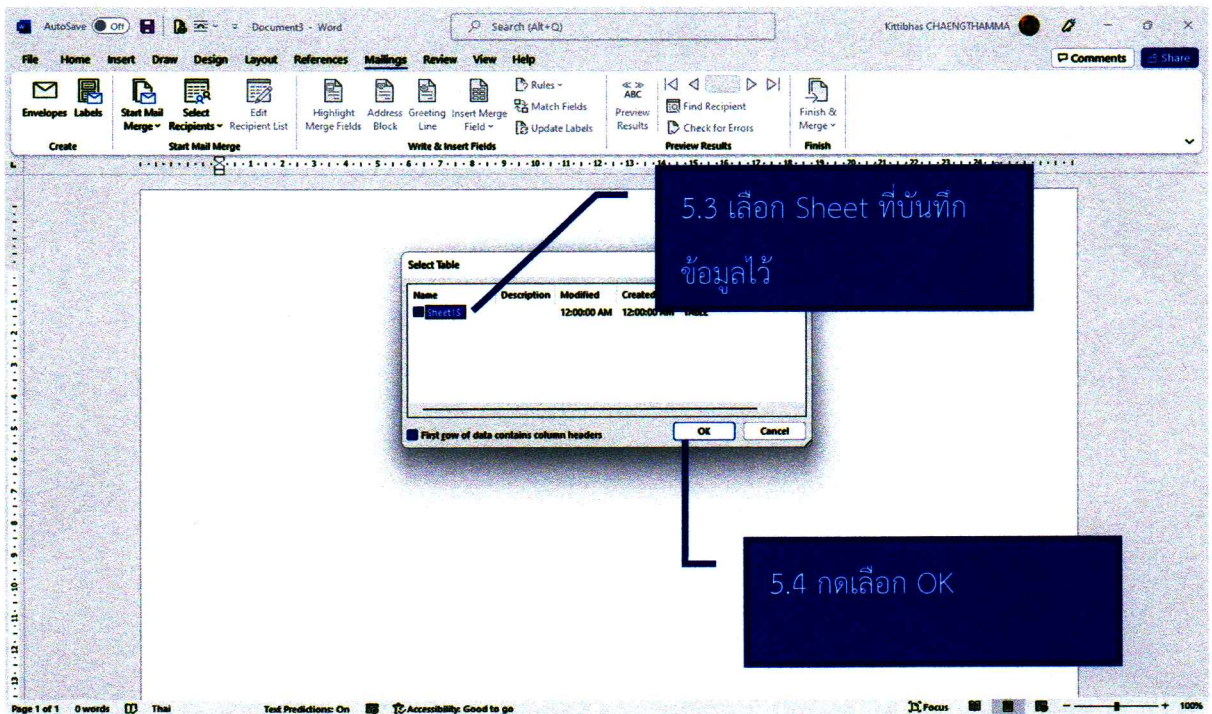 AutoSave Off Document3 - Word Search (Alt+Q) Kittibhas CHAENGTHAMMA
File Home Insert Draw Design Layout References Mailings Review View Help Comments Share
Envelopes Labels
Create
Start Mail Merge Select Recipients Edit Recipient List
Start Mail Merge
Highlight Merge Fields Address Block Greeting Line Insert Merge Field
Rules
Match Fields
Update Labels
Write & Insert Fields
ABC
Preview Results
Find Recipient
Check for Errors
Preview Results
Finish & Merge
Finish
5.3 เลือก Sheet ที่บันทึก
ข้อมูลไว้
Select Table
Name Description Modified Created
12:00:00 AM 12:00:00 AM TABLE
First row of data contains column headers
OK Cancel
5.4 กดเลือก OK
Page 1 of 1 0 words Thai Text Predictions: On Accessibility: Good to go Focus 100%